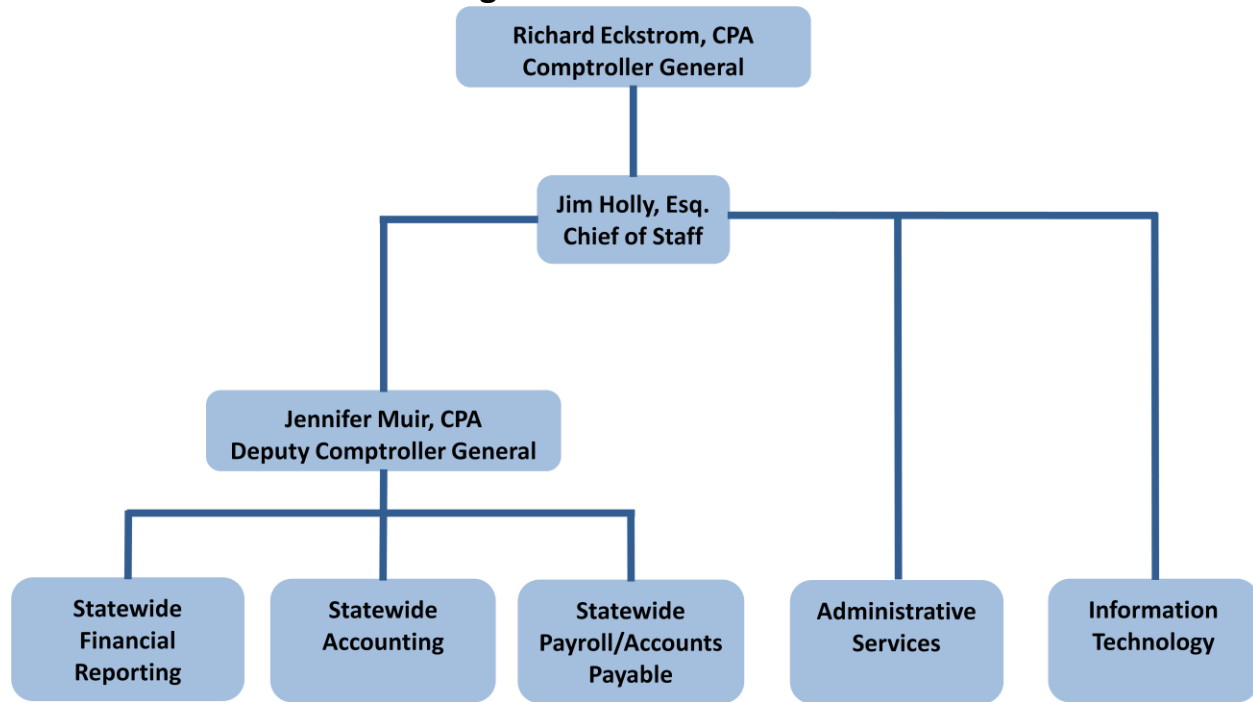 Richard Eckstrom, CPA
Comptroller General
Jim Holly, Esq.
Chief of Staff
Jennifer Muir, CPA
Deputy Comptroller General
Statewide
Financial
Reporting
Statewide
Accounting
Statewide
Payroll/Accounts
Payable
Administrative
Services
Information
Technology